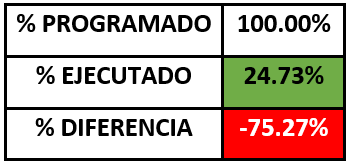 % PROGRAMADO 100.00%
% EJECUTADO 24.73%
% DIFERENCIA -75.27%